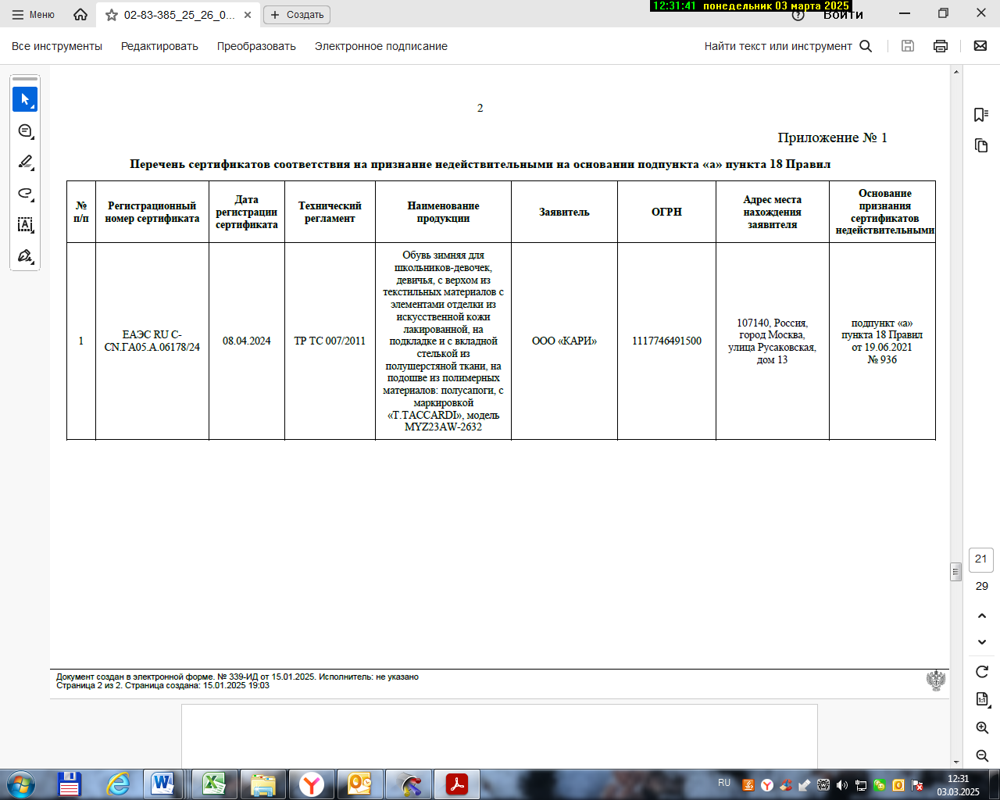 12:31:41 понедельник 03 марта 2025
Меню
02-83-385_25_26_0...
Создать
Войти
Все инструменты
Редактировать
Преобразовать
Электронное подписание
Найти текст или инструмент
2
Приложение № 1
Перечень сертификатов соответствия на признание недействительными на основании подпункта «а» пункта 18 Правил
№
п/п
Регистрационный
номер сертификата
Дата
регистрации
сертификата
Технический
регламент
Наименование
продукции
Заявитель
ОГРН
Адрес места
нахождения
заявителя
Основание
признания
сертификатов
недействительными
1
ЕАЭС RU C-
CN.ГА05.А.06178/24
08.04.2024
ТР ТС 007/2011
Обувь зимняя для
школьников-девочек,
девичья, с верхом из
текстильных материалов с
элементами отделки из
искусственной кожи
лакированной, на
подкладке и с вкладной
стелькой из
полушерстяной ткани, на
подошве из полимерных
материалов: полусапоги, с
маркировкой
«T.TACCARDI», модель
MYZ23AW-2632
ООО «КАРИ»
1117746491500
107140, Россия,
город Москва,
улица Русаковская,
дом 13
подпункт «а»
пункта 18 Правил
от 19.06.2021
№ 936
21
29
1:1
Документ создан в электронной форме. № 339-ИД от 15.01.2025. Исполнитель: не указано
Страница 2 из 2. Страница создана: 15.01.2025 19:03
RU
12:31
03.03.2025